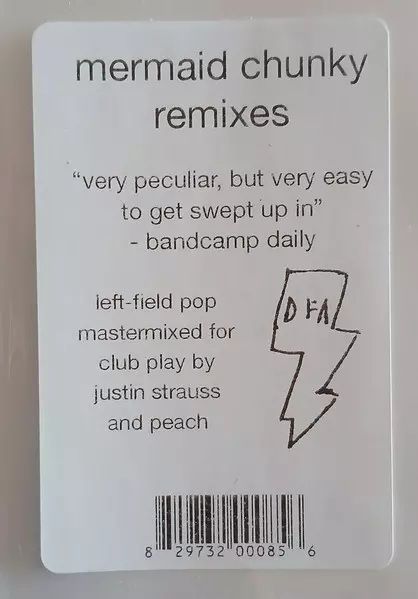 mermaid chunky
remixes
“very peculiar, but very easy
to get swept up in”
- bandcamp daily
left-field pop
mastermixed for
club play by
justin strauss
and peach
DFA
8 29732 00085 6